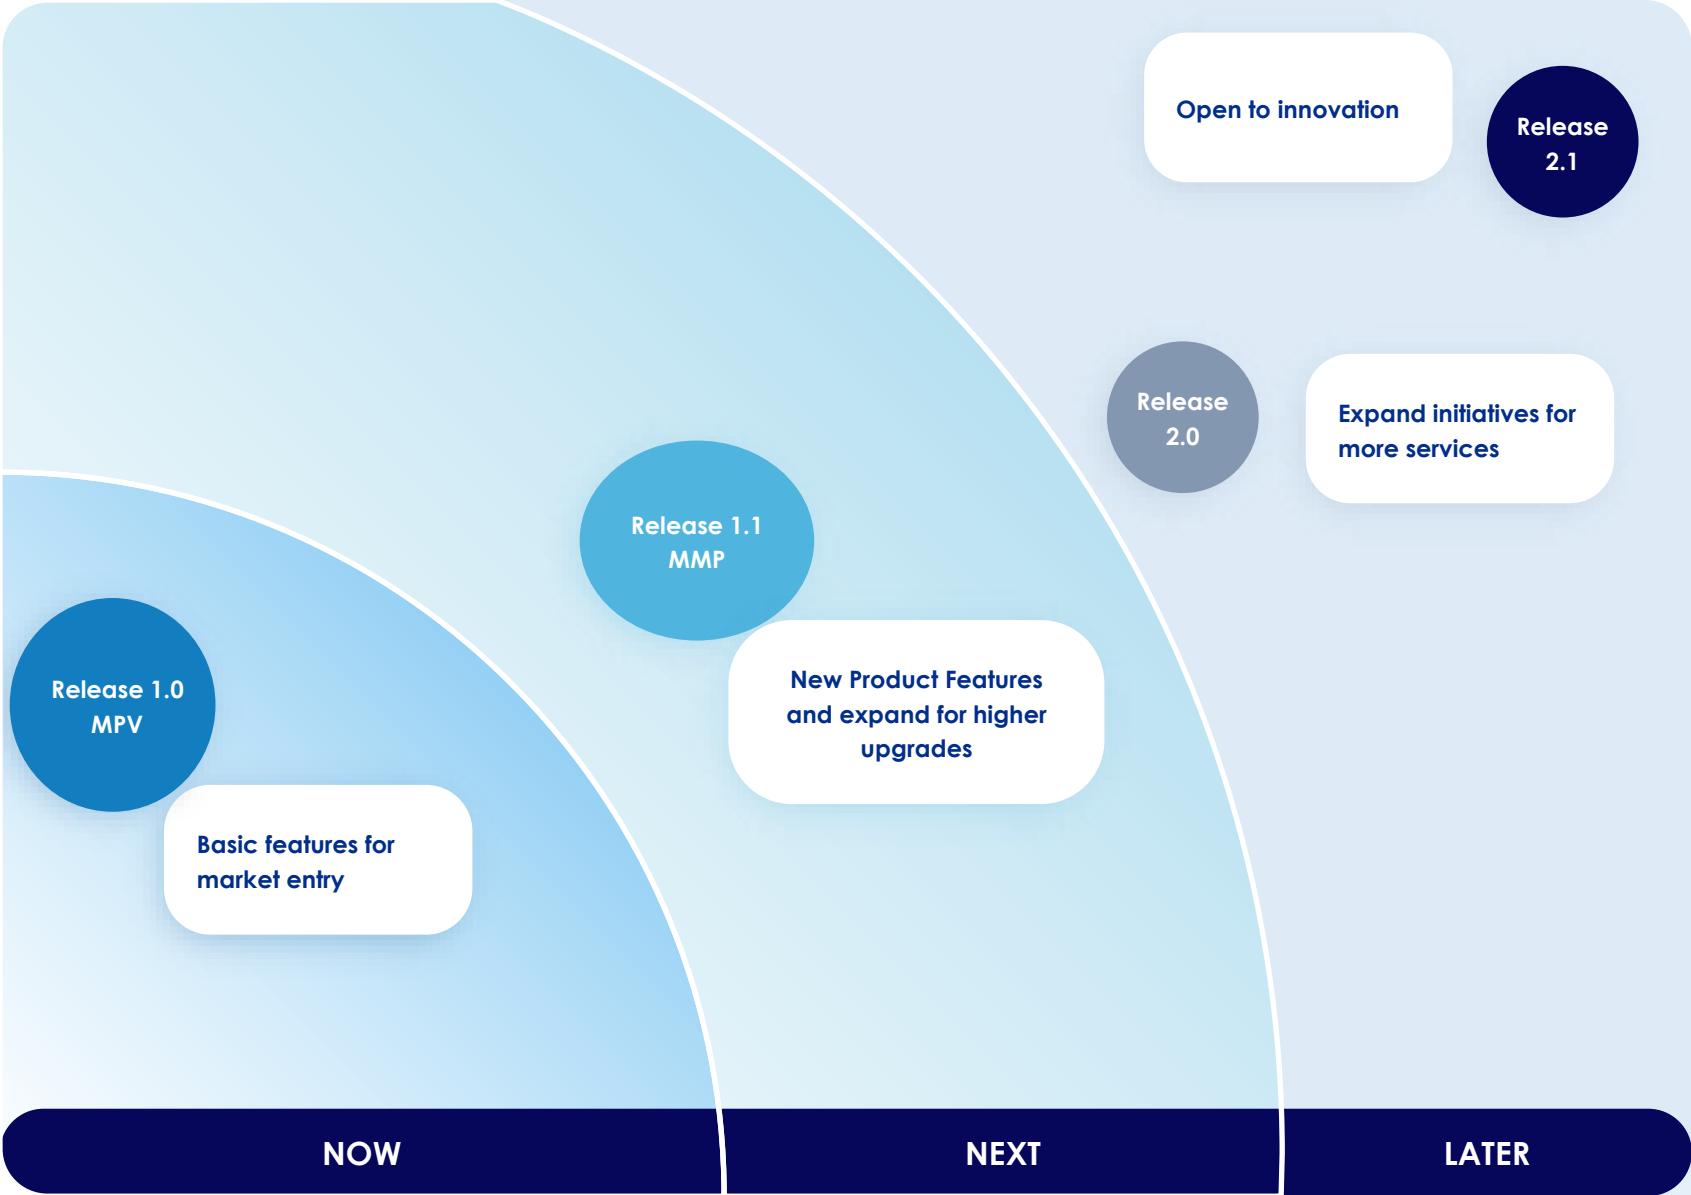 Open to innovation
Release
2.1
Release
2.0
Expand initiatives for
more services
Release 1.1
MMP
New Product Features
and expand for higher
upgrades
Release 1.0
MPV
Basic features for
market entry
NOW
NEXT
LATER